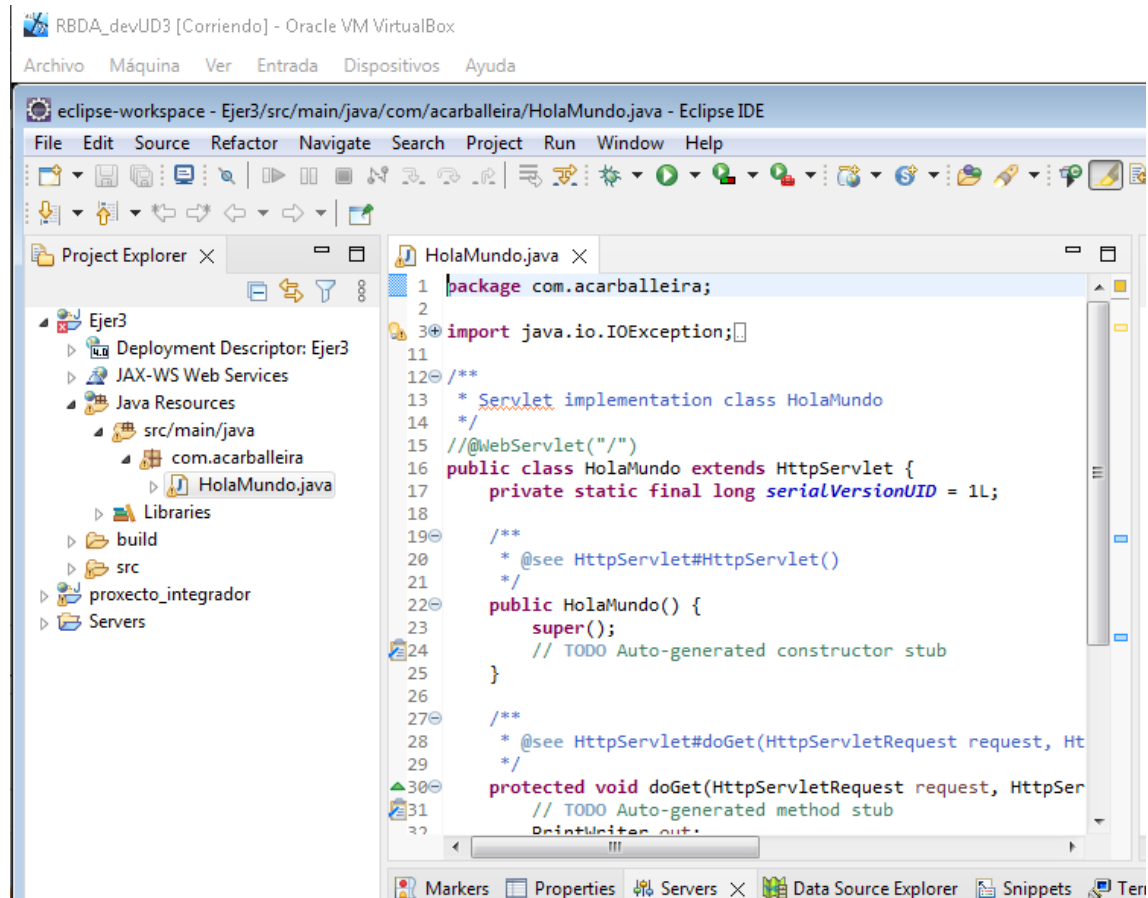 RBDA_devUD3 [Corriendo] - Oracle VM VirtualBox
Archivo Máquina Ver Entrada Dispositivos Ayuda
eclipse-workspace - Ejer3/src/main/java/com/acarballeira/HolaMundo.java - Eclipse IDE
File Edit Source Refactor Navigate Search Project Run Window Help
Project Explorer
Ejer3
Deployment Descriptor: Ejer3
JAX-WS Web Services
Java Resources
src/main/java
com.acarballeira
HolaMundo.java
Libraries
build
src
proxecto_integrador
Servers
HolaMundo.java
1 package com.acarballeira;
2
3 import java.io.IOException;
11
12 /**
13 * Servlet implementation class HolaMundo
14 */
15 //@WebServlet("/")
16 public class HolaMundo extends HttpServlet {
17 private static final long serialVersionUID = 1L;
18
19 /**
20 * @see HttpServlet#HttpServlet()
21 */
22 public HolaMundo() {
23 super();
24 // TODO Auto-generated constructor stub
25 }
26
27 /**
28 * @see HttpServlet#doGet(HttpServletRequest request, Ht
29 */
30 protected void doGet(HttpServletRequest request, HttpSer
31 // TODO Auto-generated method stub
32 PrintWriter out;
Markers Properties Servers Data Source Explorer Snippets Ter